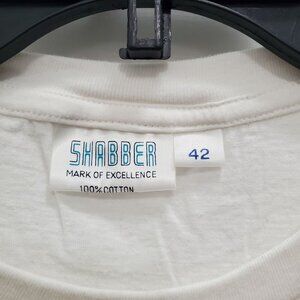 SHABBER
42
MARK OF EXCELLENCE
100% COTTON